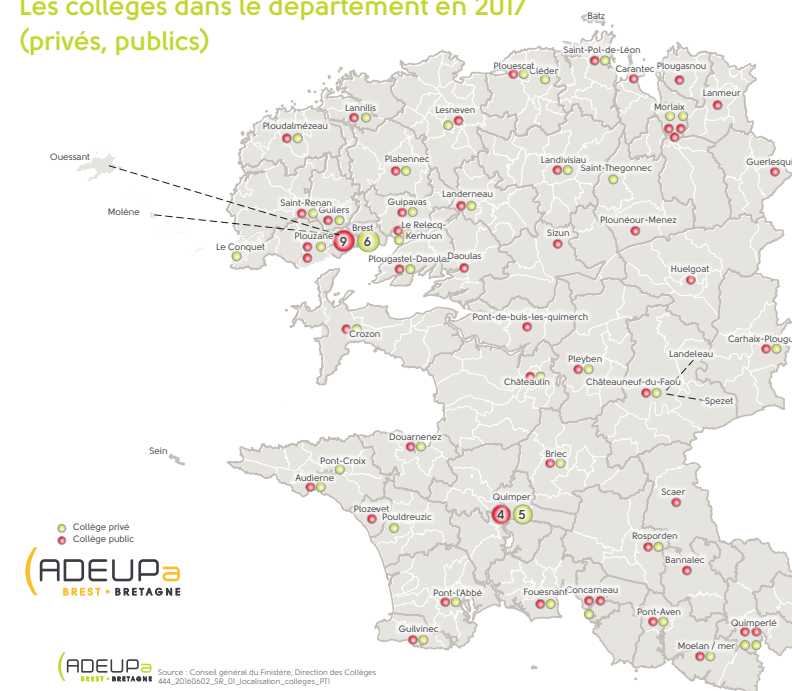 Les collèges dans le département en 2017
(privés, publics)
Batz
Saint-Pol-de-Léon
Plouescat
Cléder
Carantec
Plougasnou
Lanmeur
Lannilis
Lesneven
Morlaix
Ploudalmézeau
Ouessant
Plabennec
Landivisiau
Saint-Thegonnec
Guerlesqui
Molène
Saint-Renan
Guilers
Guipavas
Landerneau
Le Relecq-
Kerhuon
Brest
Plouzané
9
6
Le Conquet
Plougastel-Daoulas
Daoulas
Sizun
Plounéour-Menez
Huelgoat
Pont-de-buis-les-quimerch
Crozon
Carhaix-Plougu
Landeleau
Pleyben
Châteaulin
Châteauneuf-du-Faou
Spezet
Sein
Douarnenez
Pont-Croix
Briec
Audierne
Scaer
Quimper
4
5
Plozevet
Pouldreuzic
Collège privé
Collège public
Rosporden
Bannalec
ADEUPa
BREST • BRETAGNE
Pont-l'Abbé
Fouesnant
Concarneau
Pont-Aven
Quimperlé
Guilvinec
Moelan / mer
ADEUPa
BREST • BRETAGNE
Source : Conseil général du Finistère, Direction des Collèges
444_20160602_SR_01_localisation_colleges_PTI